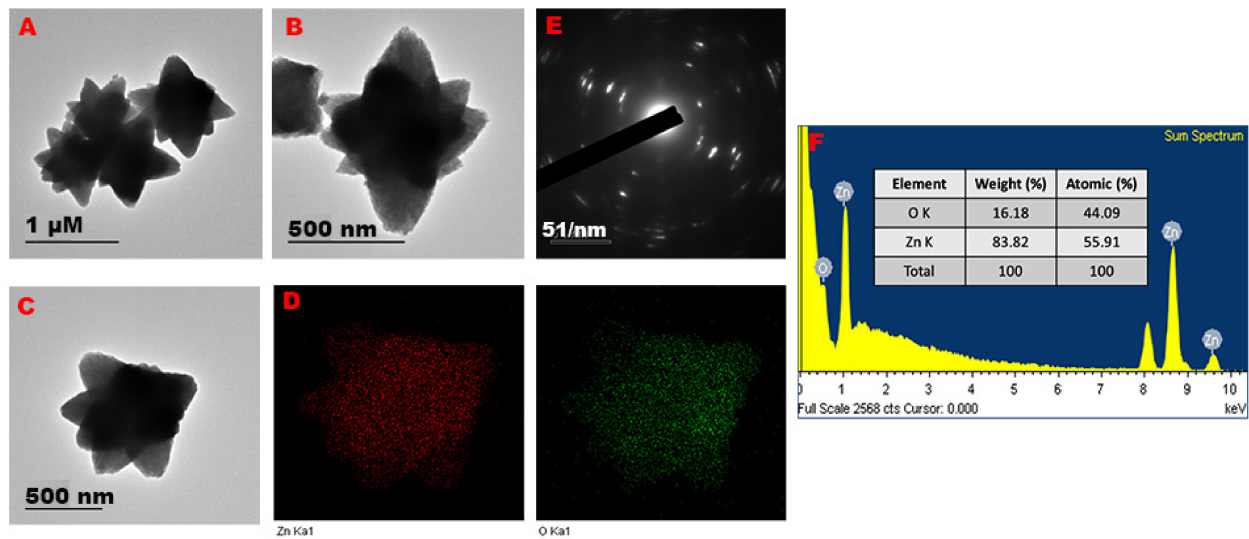 A
1 µM
B
500 nm
E
51/nm
C
500 nm
D
Zn Ka1
O Ka1
F
Sum Spectrum
Element Weight (%) Atomic (%)
O K 16.18 44.09
Zn K 83.82 55.91
Total 100 100
O
Zn
Zn
Zn
0 1 2 3 4 5 6 7 8 9 10
Full Scale 2568 cts Cursor: 0.000
keV